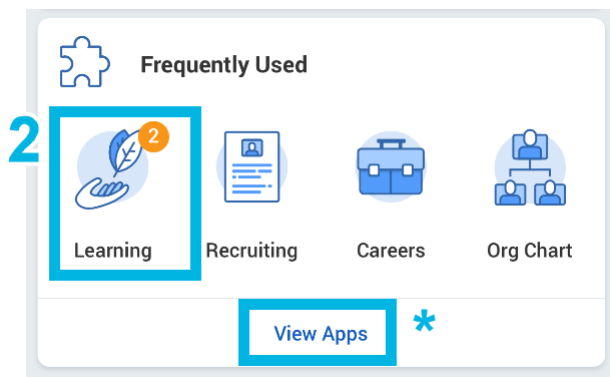 Frequently Used
2
2
Learning
Recruiting
Careers
Org Chart
View Apps
*